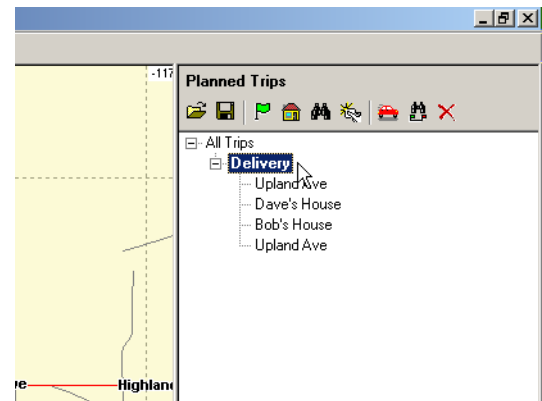 -117
Planned Trips
All Trips
Delivery
Upland Ave
Dave's House
Bob's House
Upland Ave
Highlan